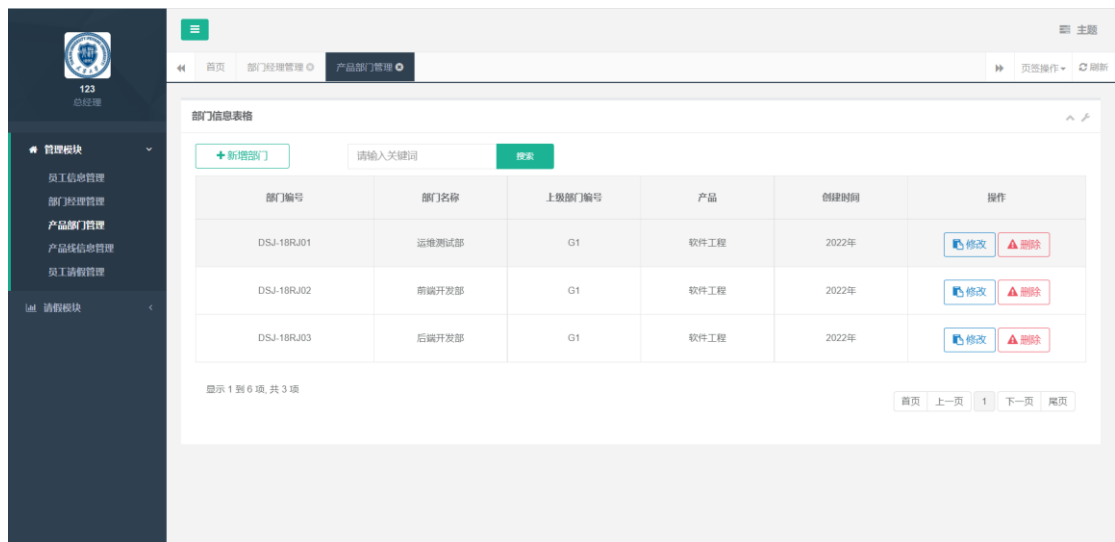 主题
首页 部门经理管理 产品部门管理 页签操作 刷新
123
总经理
管理模块
员工信息管理
部门经理管理
产品部门管理
产品线信息管理
员工请假管理
请假模块
部门信息表格
新增部门 请输入关键词 搜索
部门编号 部门名称 上级部门编号 产品 创建时间 操作
DSJ-18RJ01 运维测试部 G1 软件工程 2022年 修改 删除
DSJ-18RJ02 前端开发部 G1 软件工程 2022年 修改 删除
DSJ-18RJ03 后端开发部 G1 软件工程 2022年 修改 删除
显示 1 到 6 项, 共 3 项
首页 上一页 1 下一页 尾页